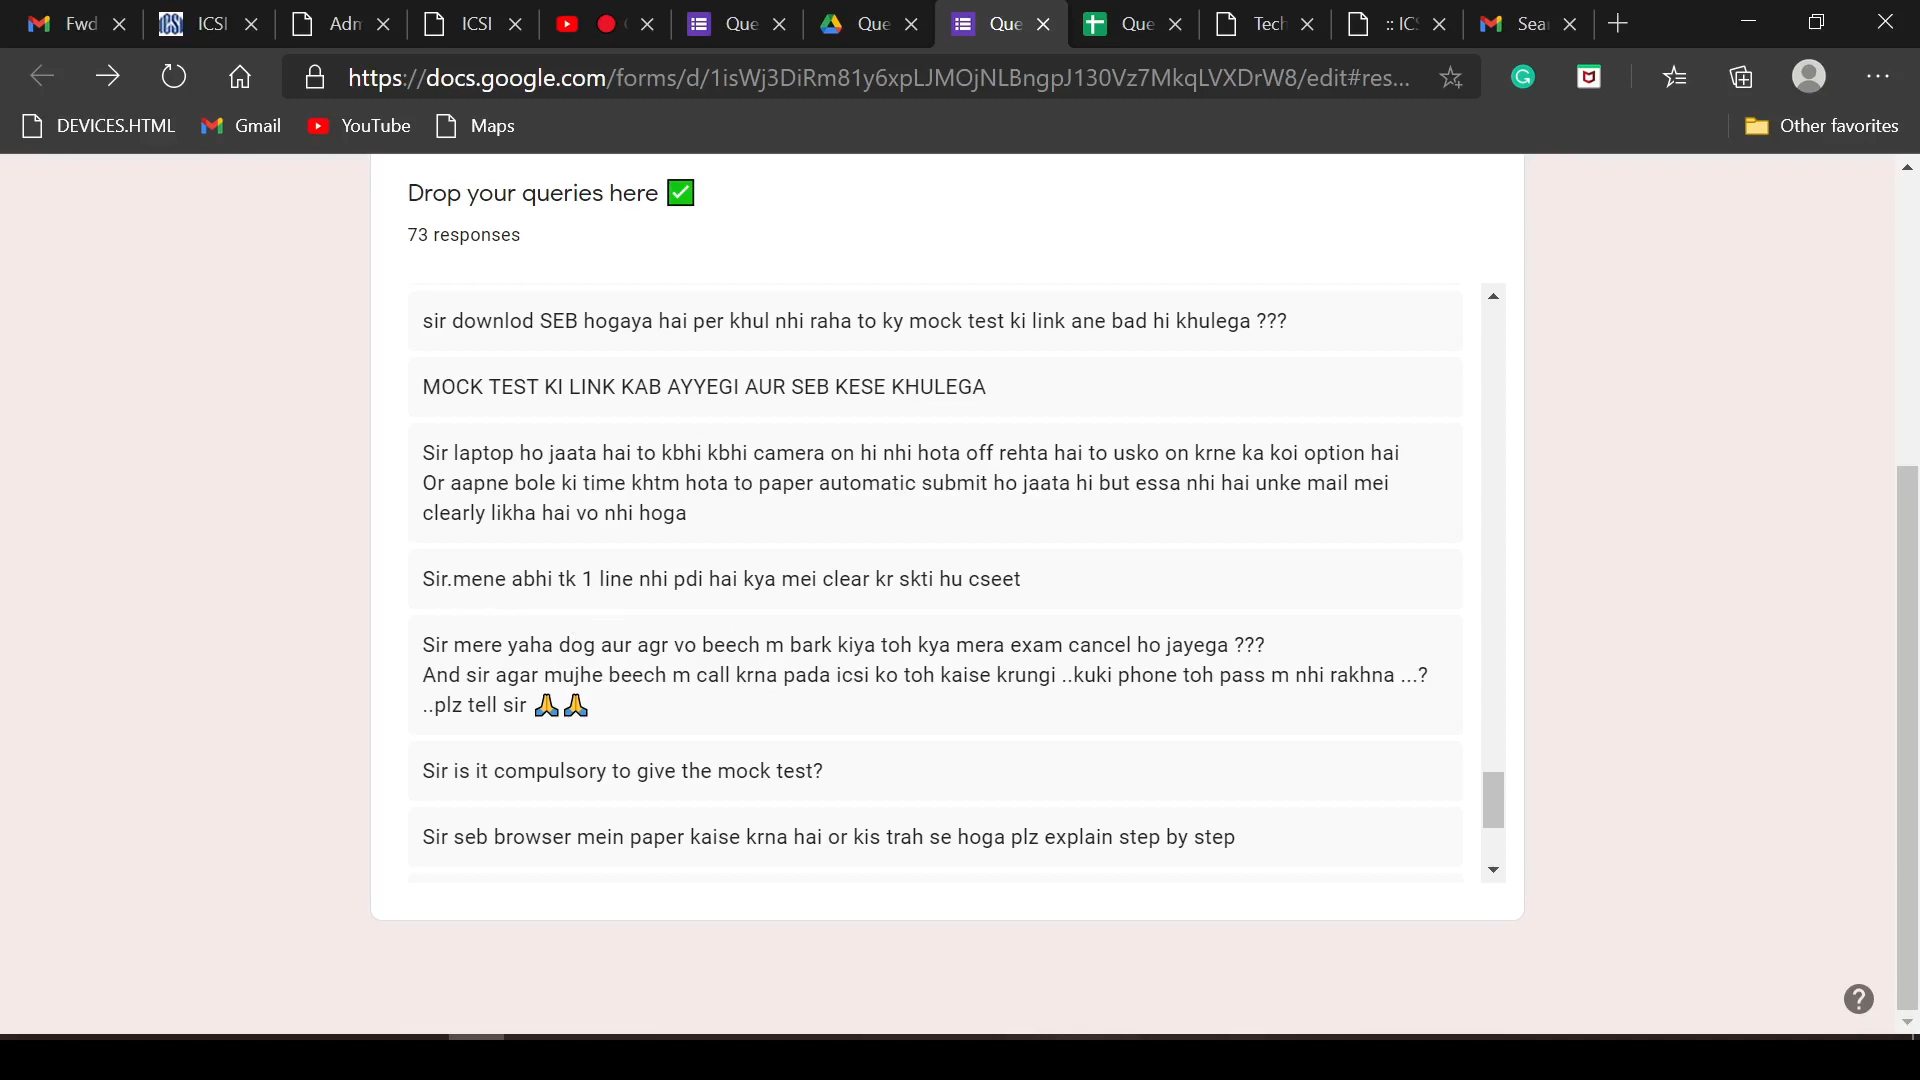 Fwd
ICSI
Adm
ICSI
Que
Que
Que
Que
Tech
:: IC
Sea
https://docs.google.com/forms/d/1isWj3DiRm81y6xpLJMOjNLBngpJ130Vz7MkqLVXDrW8/edit#res...
DEVICES.HTML
Gmail
YouTube
Maps
Other favorites
Drop your queries here ✅
73 responses
sir downlod SEB hogaya hai per khul nhi raha to ky mock test ki link ane bad hi khulega ???
MOCK TEST KI LINK KAB AYYEGI AUR SEB KESE KHULEGA
Sir laptop ho jaata hai to kbhi kbhi camera on hi nhi hota off rehta hai to usko on krne ka koi option hai
Or aapne bole ki time khtm hota to paper automatic submit ho jaata hi but essa nhi hai unke mail mei
clearly likha hai vo nhi hoga
Sir.mene abhi tk 1 line nhi pdi hai kya mei clear kr skti hu cseet
Sir mere yaha dog aur agr vo beech m bark kiya toh kya mera exam cancel ho jayega ???
And sir agar mujhe beech m call krna pada icsi ko toh kaise krungi ..kuki phone toh pass m nhi rakhna ...?
..plz tell sir 🙏🙏
Sir is it compulsory to give the mock test?
Sir seb browser mein paper kaise krna hai or kis trah se hoga plz explain step by step